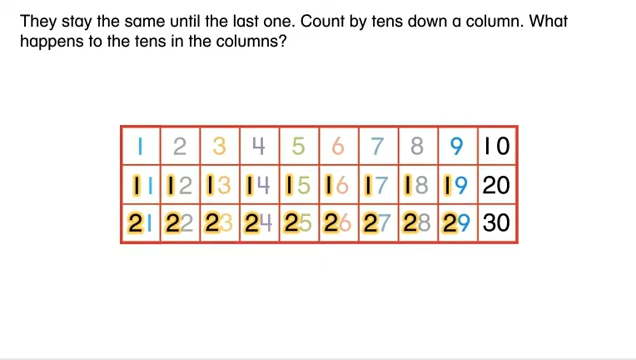 They stay the same until the last one. Count by tens down a column. What
happens to the tens in the columns?
1 2 3 4 5 6 7 8 9 10
11 12 13 14 15 16 17 18 19 20
21 22 23 24 25 26 27 28 29 30